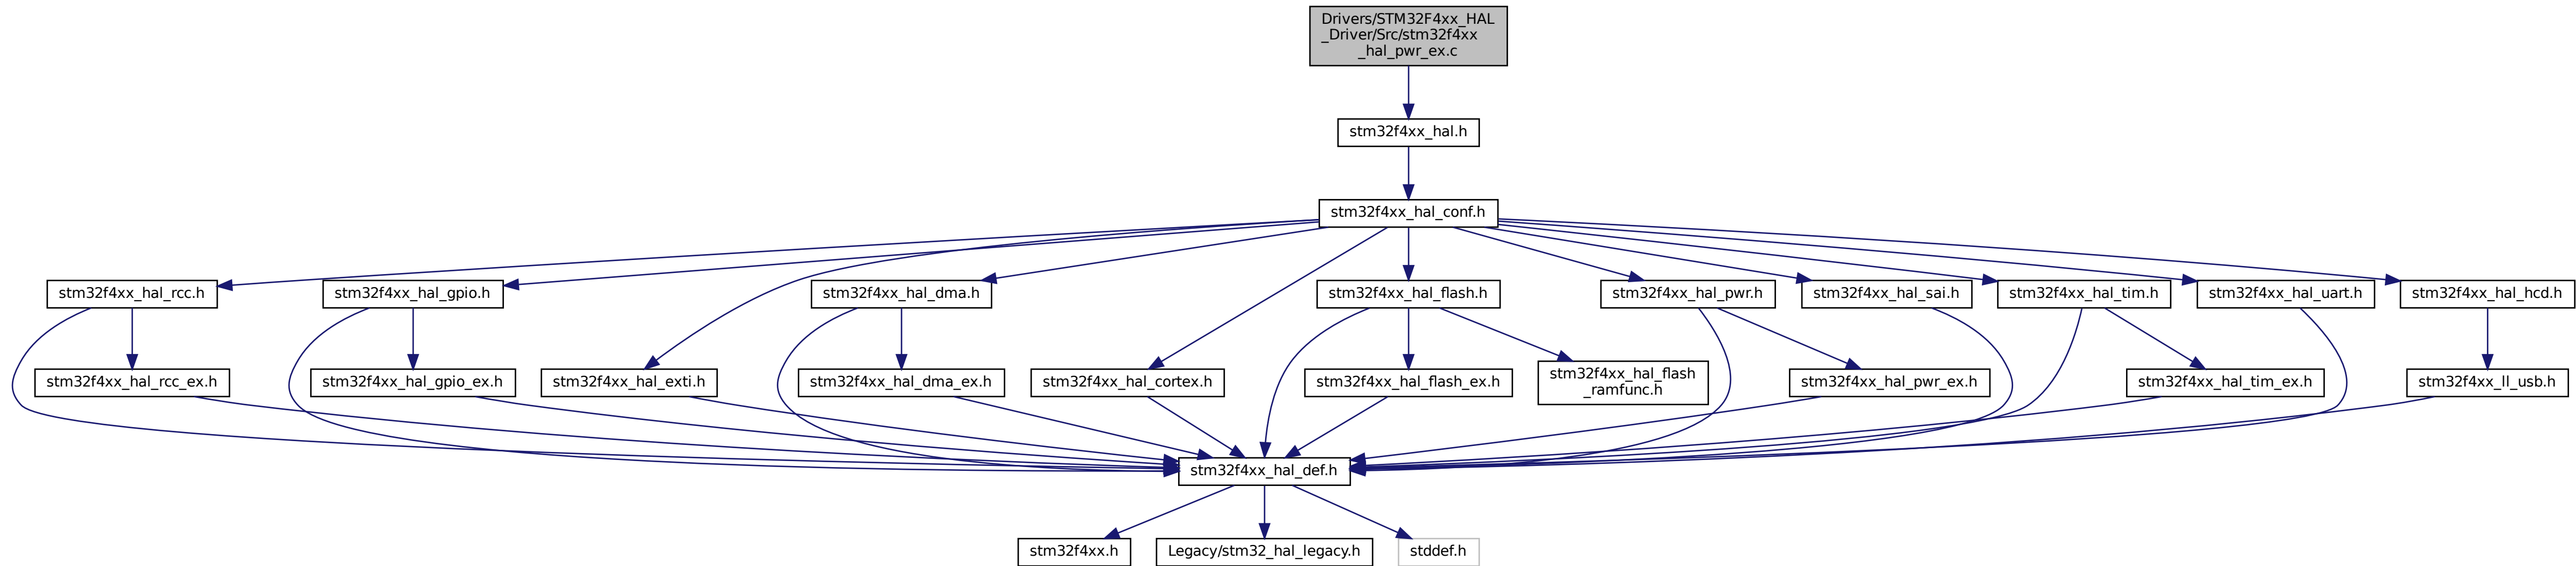 Drivers/STM32F4xx_HAL
_Driver/Src/stm32f4xx
_hal_pwr_ex.c
stm32f4xx_hal.h
stm32f4xx_hal_conf.h
stm32f4xx_hal_rcc.h
stm32f4xx_hal_gpio.h
stm32f4xx_hal_dma.h
stm32f4xx_hal_flash.h
stm32f4xx_hal_pwr.h
stm32f4xx_hal_sai.h
stm32f4xx_hal_tim.h
stm32f4xx_hal_uart.h
stm32f4xx_hal_hcd.h
stm32f4xx_hal_rcc_ex.h
stm32f4xx_hal_gpio_ex.h
stm32f4xx_hal_exti.h
stm32f4xx_hal_dma_ex.h
stm32f4xx_hal_cortex.h
stm32f4xx_hal_flash_ex.h
stm32f4xx_hal_flash
_ramfunc.h
stm32f4xx_hal_pwr_ex.h
stm32f4xx_hal_tim_ex.h
stm32f4xx_ll_usb.h
stm32f4xx_hal_def.h
stm32f4xx.h
Legacy/stm32_hal_legacy.h
stddef.h